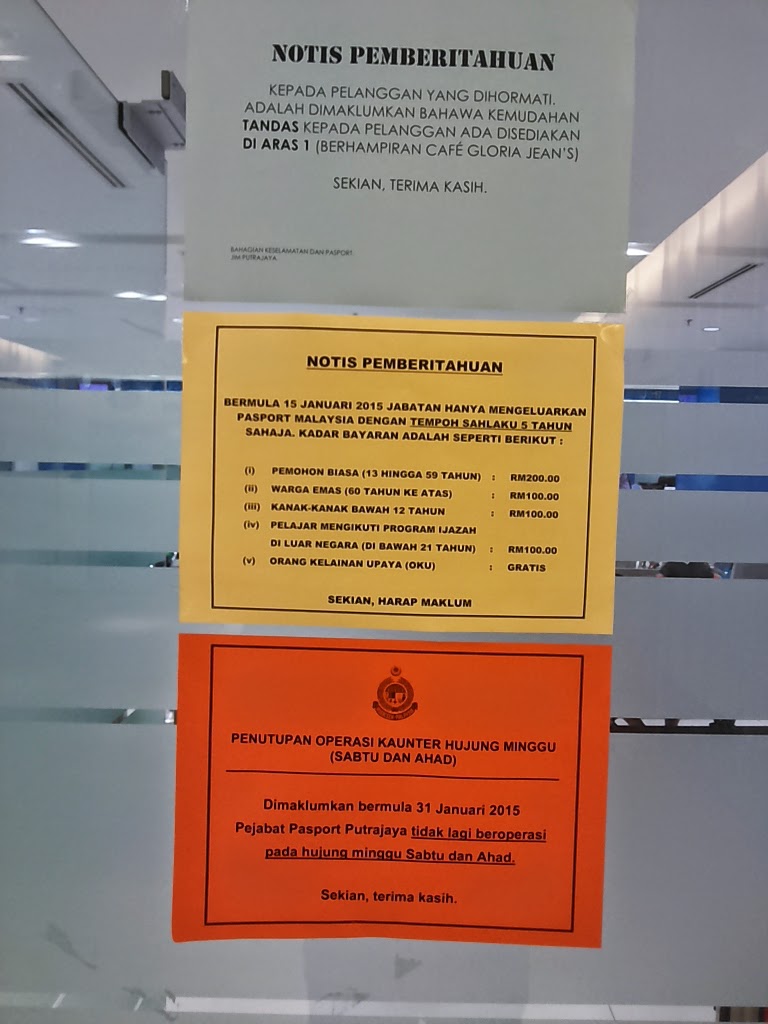 NOTIS PEMBERITAHUAN
KEPADA PELANGGAN YANG DIHORMATI.
ADALAH DIMAKLUMKAN BAHAWA KEMUDAHAN
TANDAS KEPADA PELANGGAN ADA DISEDIAKAN
DI ARAS 1 (BERHAMPIRAN CAFÉ GLORIA JEAN'S)
SEKIAN, TERIMA KASIH.
BAHAGIAN KESELAMATAN DAN PASPORT
JIM PUTRAJAYA
NOTIS PEMBERITAHUAN
BERMULA 15 JANUARI 2015 JABATAN HANYA MENGELUARKAN
PASPORT MALAYSIA DENGAN TEMPOH SAHLAKU 5 TAHUN
SAHAJA. KADAR BAYARAN ADALAH SEPERTI BERIKUT :
(i) PEMOHON BIASA (13 HINGGA 59 TAHUN) : RM200.00
(ii) WARGA EMAS (60 TAHUN KE ATAS) : RM100.00
(iii) KANAK-KANAK BAWAH 12 TAHUN : RM100.00
(iv) PELAJAR MENGIKUTI PROGRAM IJAZAH
DI LUAR NEGARA (DI BAWAH 21 TAHUN) : RM100.00
(v) ORANG KELAINAN UPAYA (OKU) : GRATIS
SEKIAN, HARAP MAKLUM
PENUTUPAN OPERASI KAUNTER HUJUNG MINGGU
(SABTU DAN AHAD)
Dimaklumkan bermula 31 Januari 2015
Pejabat Pasport Putrajaya tidak lagi beroperasi
pada hujung minggu Sabtu dan Ahad.
Sekian, terima kasih.